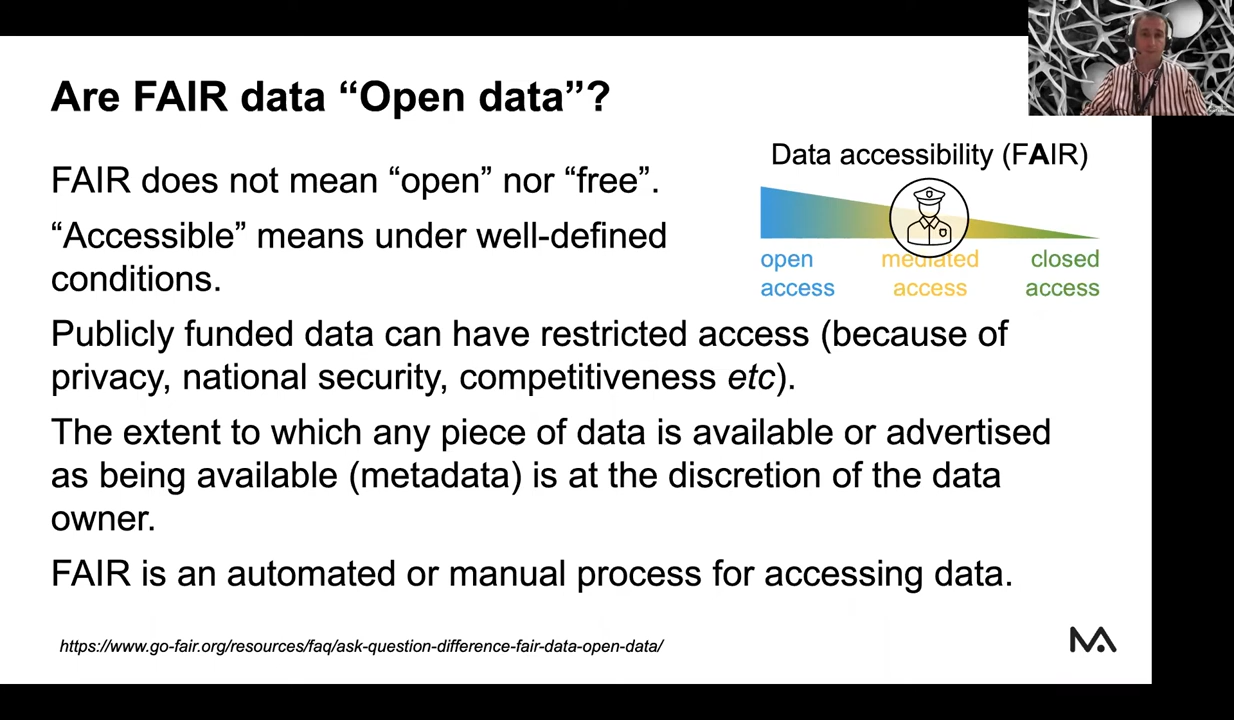 Are FAIR data “Open data”?
FAIR does not mean “open” nor “free”.
“Accessible” means under well-defined
conditions.
Data accessibility (FAIR)
open
access
mediated
access
closed
access
Publicly funded data can have restricted access (because of
privacy, national security, competitiveness etc).
The extent to which any piece of data is available or advertised
as being available (metadata) is at the discretion of the data
owner.
FAIR is an automated or manual process for accessing data.
https://www.go-fair.org/resources/faq/ask-question-difference-fair-data-open-data/